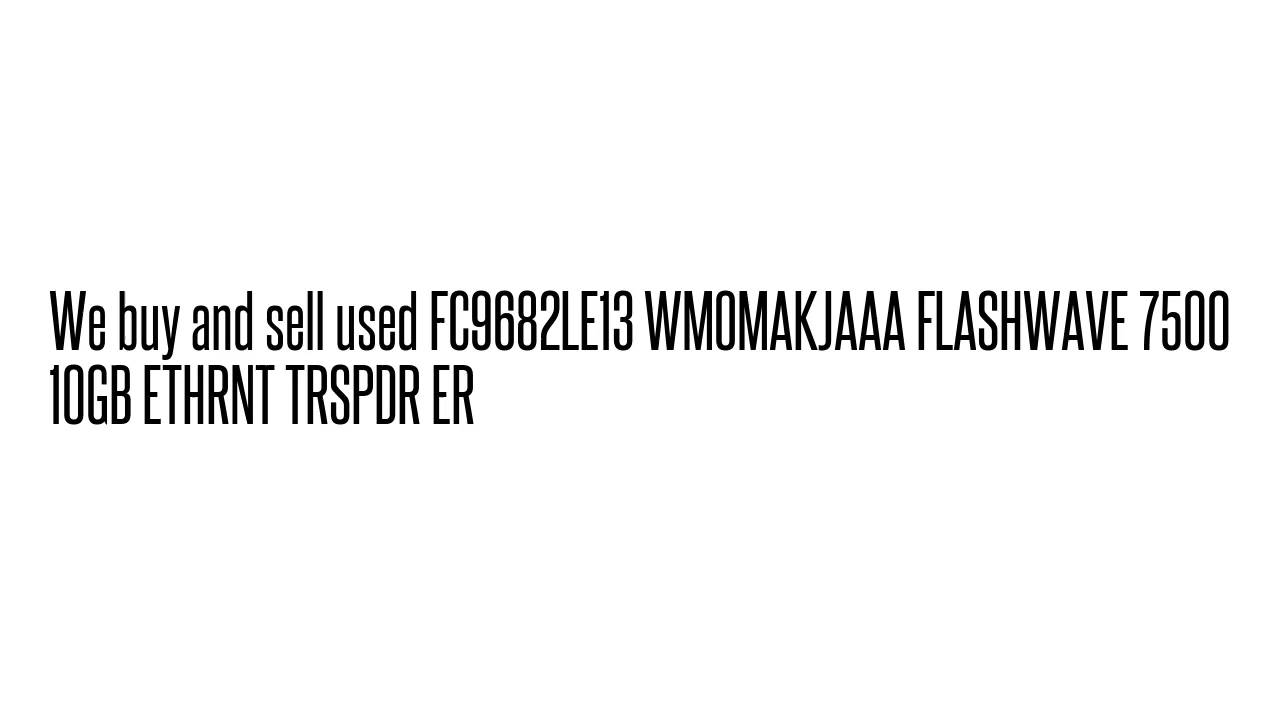 We buy and sell used FC9682LE13 WMOMAKJAAA FLASHWAVE 7500
10GB ETHRNT TRSPDR ER